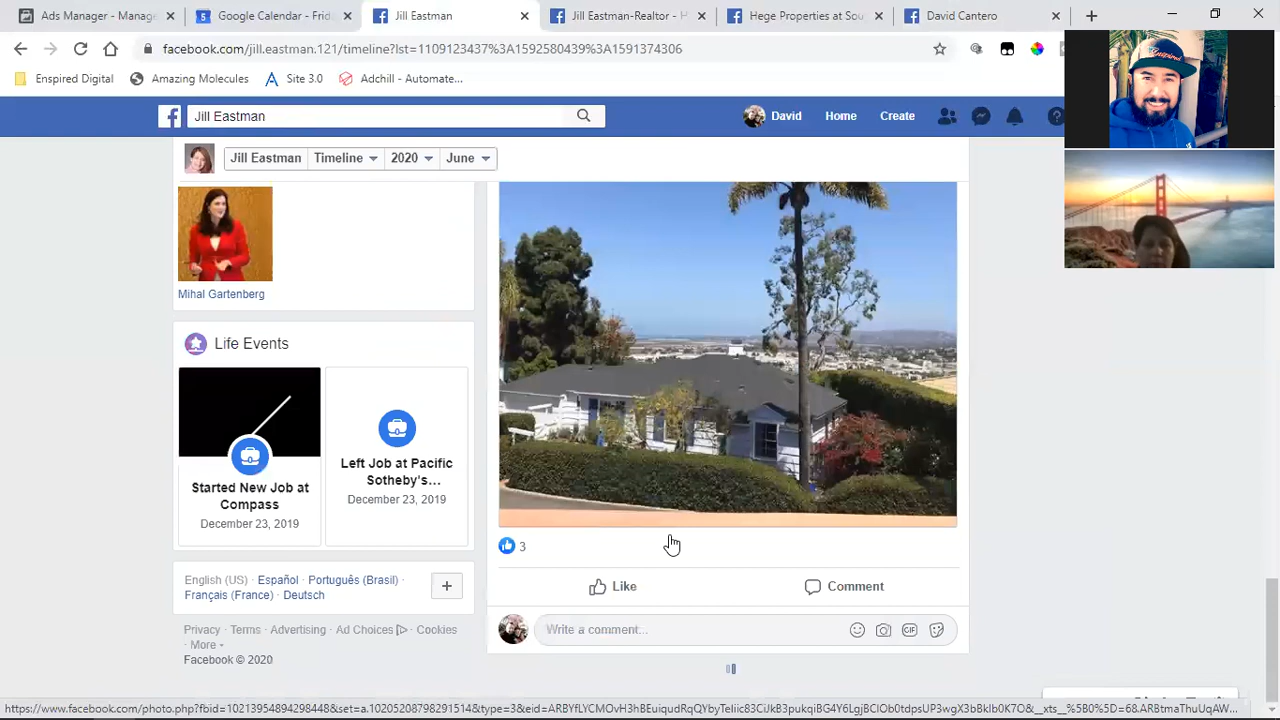 Ads Manager - Manage
Google Calendar - Frid
Jill Eastman
Jill Eastman-Realtor - H
Hege Properties at Sou
David Cantero
facebook.com/jill.eastman.121/timeline?lst=1109123437%3A1592580439%3A1591374306
Enspired Digital
Amazing Molecules
Site 3.0
Adchill - Automate...
Jill Eastman
David
Home
Create
Jill Eastman
Timeline
2020
June
Mihal Gartenberg
Life Events
Started New Job at
Compass
December 23, 2019
Left Job at Pacific
Sotheby's...
December 23, 2019
3
Like
Comment
Write a comment...
English (US) · Español · Português (Brasil) ·
Français (France) · Deutsch
Privacy · Terms · Advertising · Ad Choices · Cookies
· More
Facebook © 2020